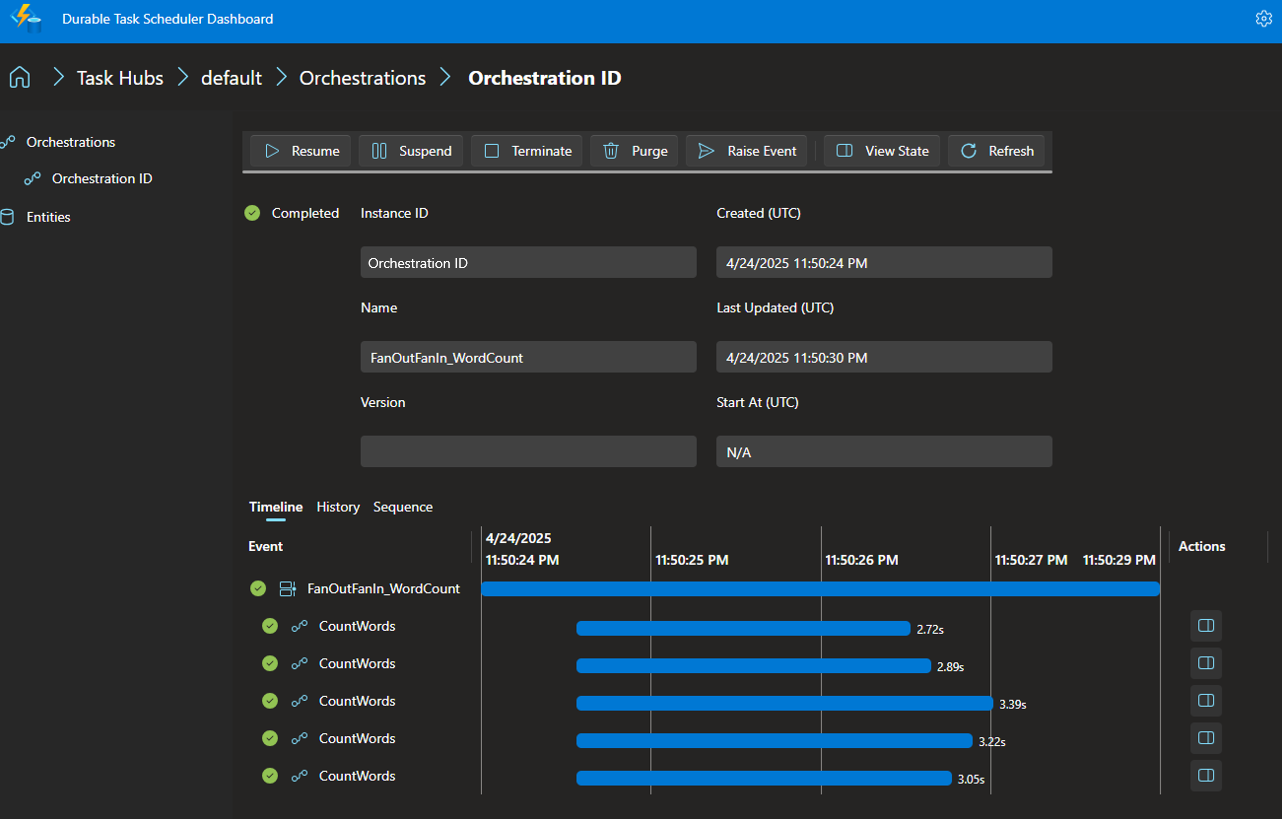 Durable Task Scheduler Dashboard
Task Hubs default Orchestrations Orchestration ID
Orchestrations
Orchestration ID
Entities
Resume Suspend Terminate Purge Raise Event View State Refresh
Completed Instance ID Created (UTC)
Orchestration ID 4/24/2025 11:50:24 PM
Name Last Updated (UTC)
FanOutFanIn_WordCount 4/24/2025 11:50:30 PM
Version Start At (UTC)
N/A
Timeline History Sequence
Event 4/24/2025 Actions
11:50:24 PM 11:50:25 PM 11:50:26 PM 11:50:27 PM 11:50:29 PM
FanOutFanIn_WordCount
CountWords 2.72s
CountWords 2.89s
CountWords 3.39s
CountWords 3.22s
CountWords 3.05s